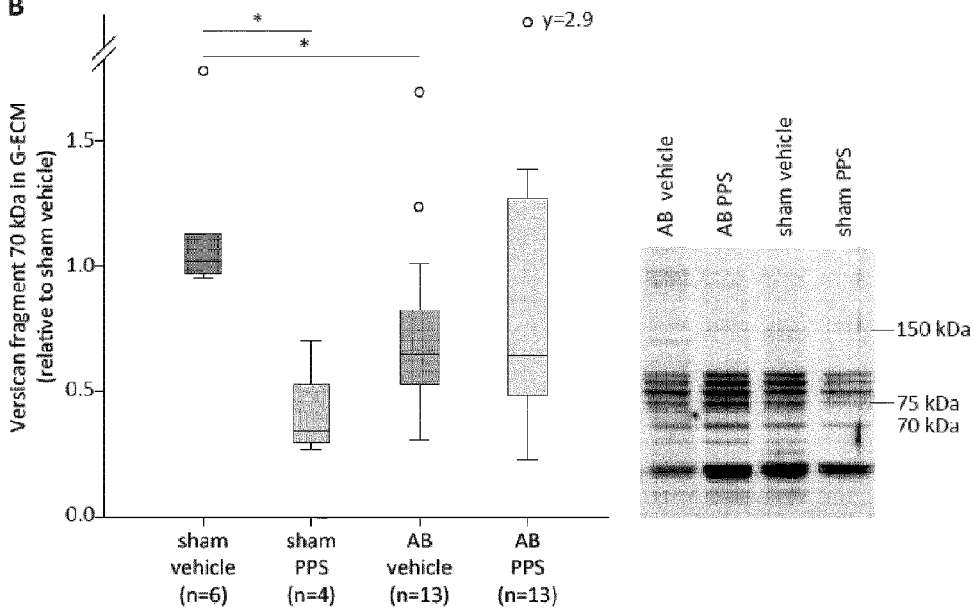 B
* 
*
y=2.9
Versican fragment 70 kDa in G-ECM
(relative to sham vehicle)
1.5
1.0
0.5
0.0
sham
vehicle
(n=6)
sham
PPS
(n=4)
AB
vehicle
(n=13)
AB
PPS
(n=13)
AB vehicle
AB PPS
sham vehicle
sham PPS
150 kDa
75 kDa
70 kDa